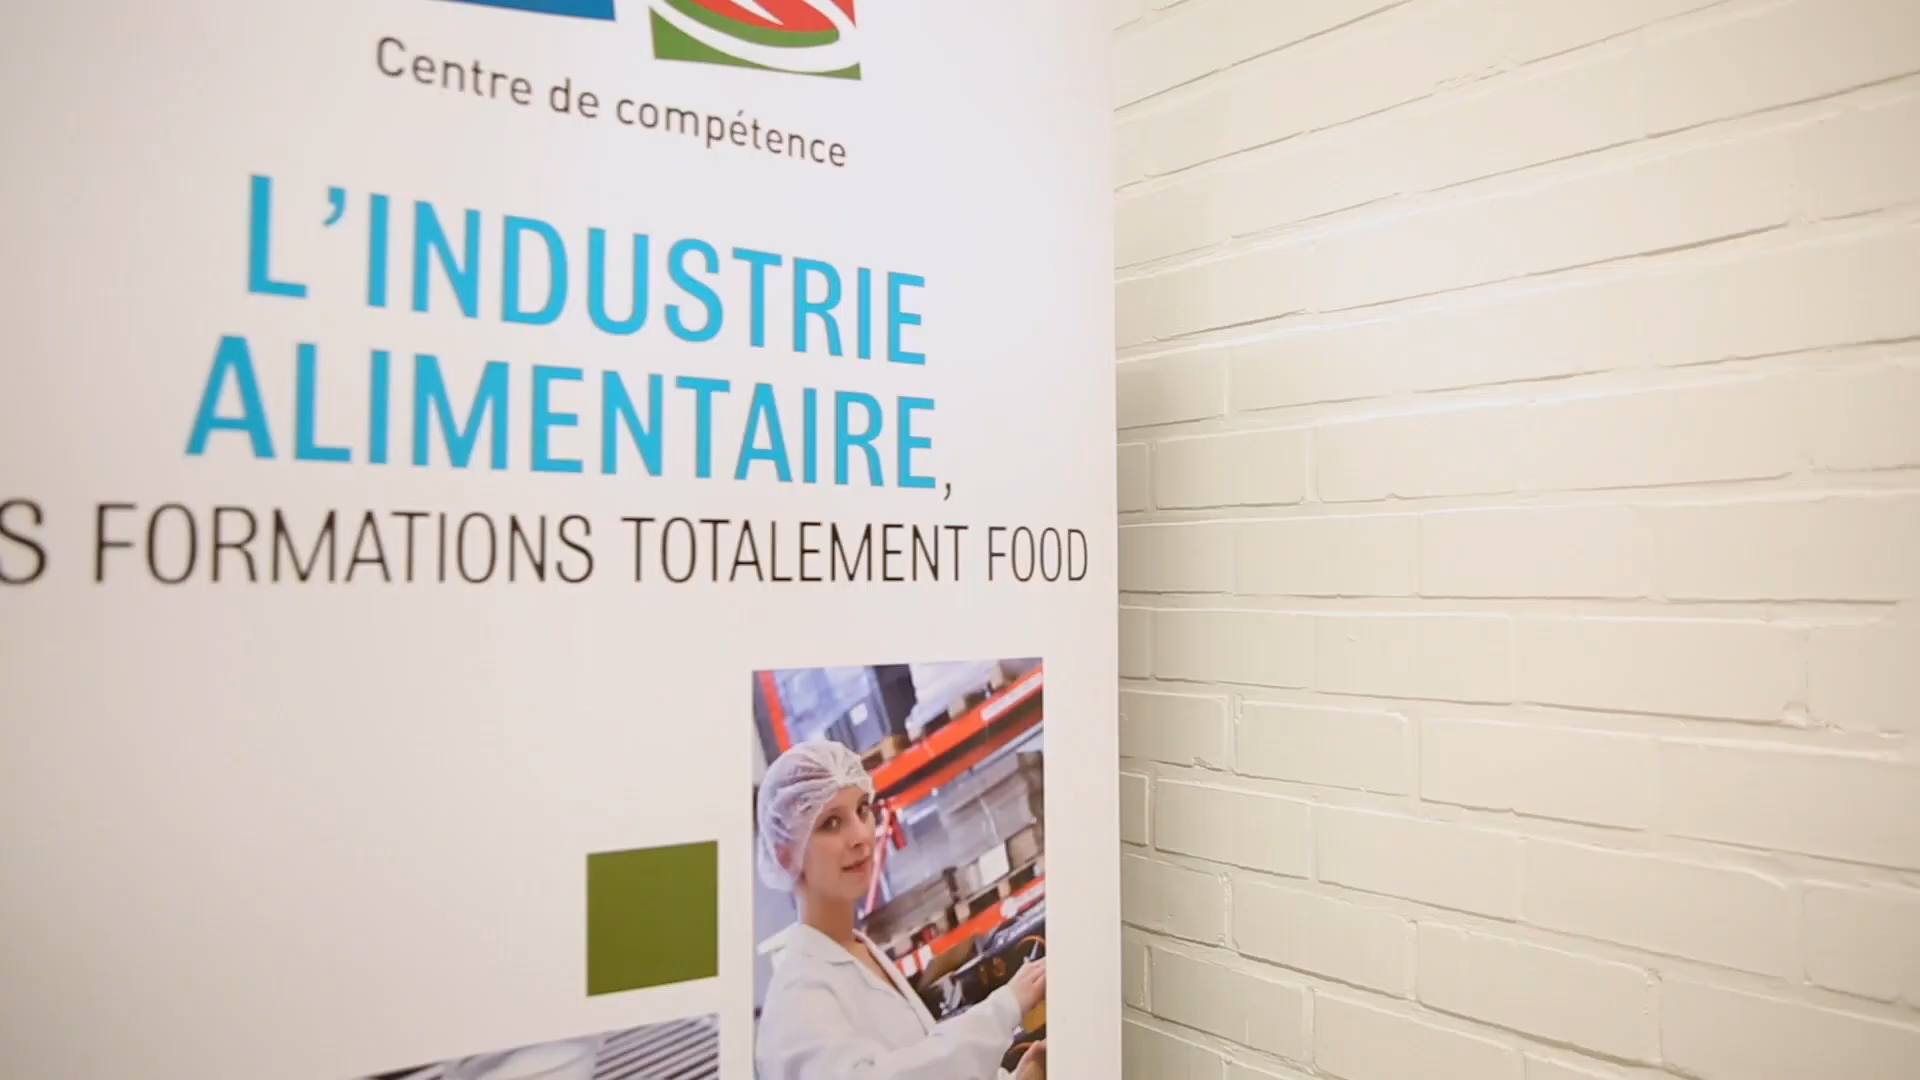 Centre de compétence
L'INDUSTRIE
ALIMENTAIRE,
FORMATIONS TOTALEMENT FOOD